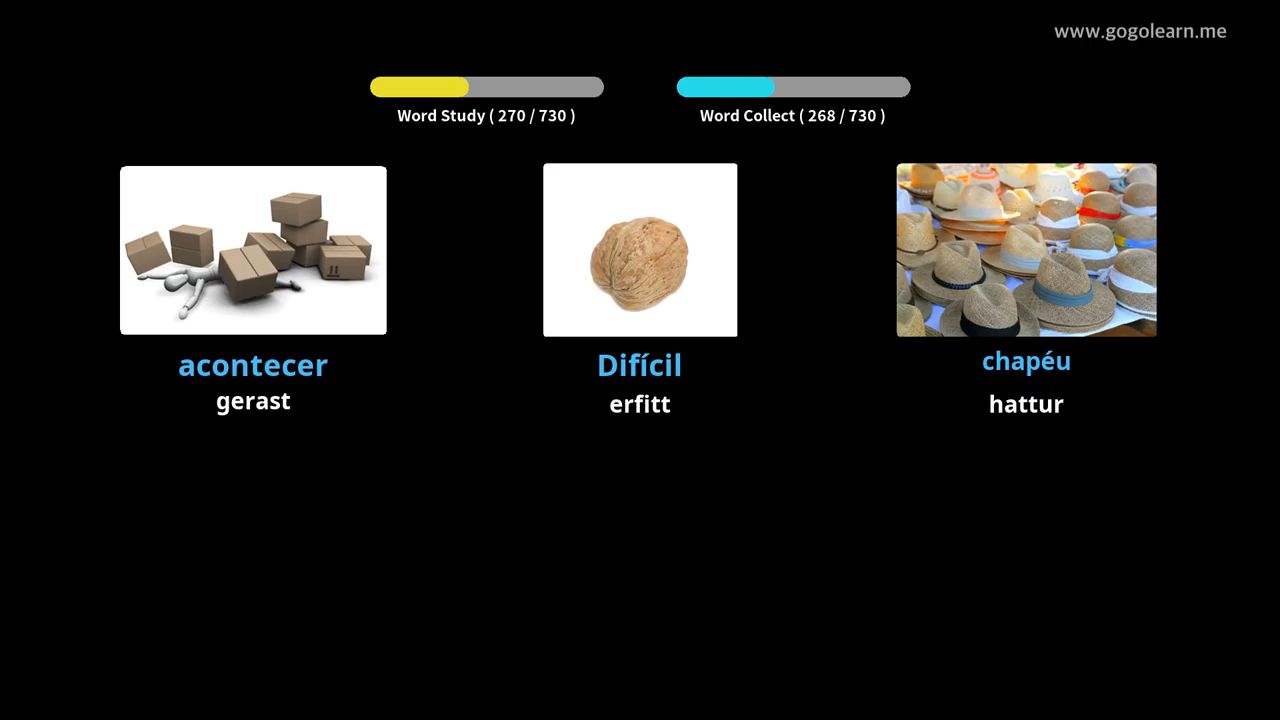 www.gogolearn.me
Word Study ( 270 / 730 )
Word Collect ( 268 / 730 )
acontecer
gerast
Difícil
erfitt
chapéu
hattur